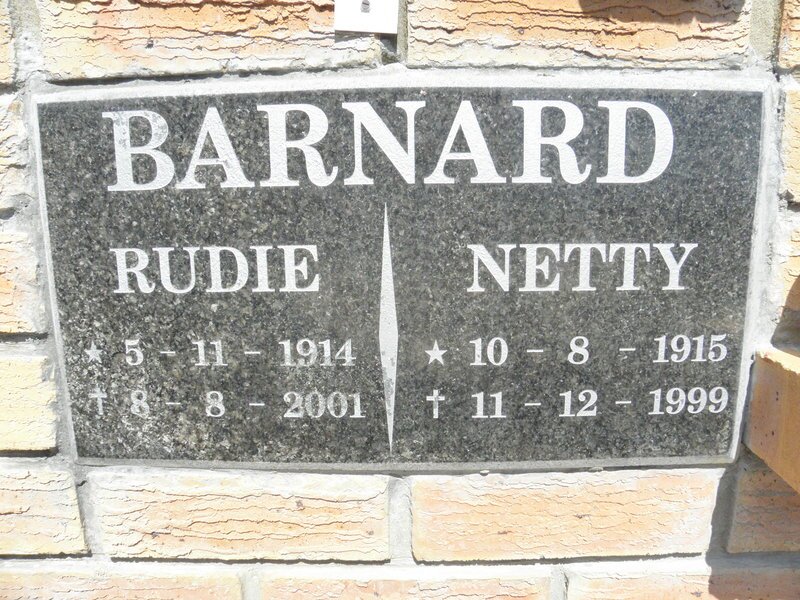 BARNARD
RUDIE NETTY
★ 5 - 11 - 1914 ★ 10 - 8 - 1915
✝ 8 - 8 - 2001 ✝ 11 - 12 - 1999